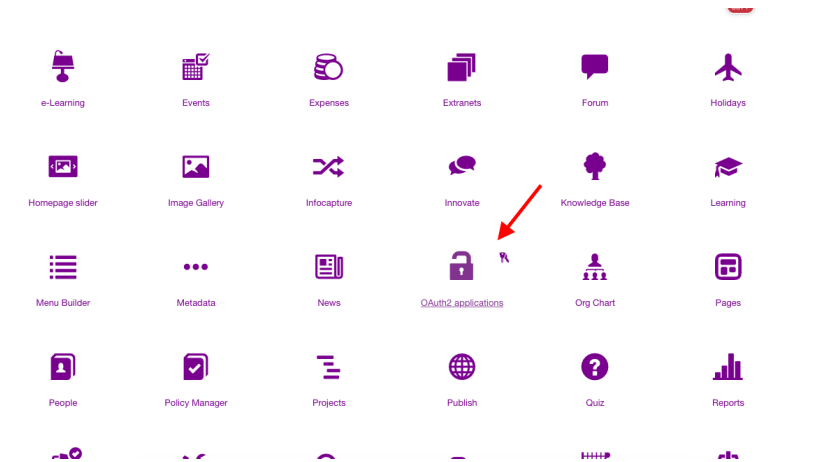 e-Learning
Events
Expenses
Extranets
Forum
Holidays
Homepage slider
Image Gallery
Infocapture
Innovate
Knowledge Base
Learning
Menu Builder
Metadata
News
OAuth2 applications
Org Chart
Pages
People
Policy Manager
Projects
Publish
Quiz
Reports